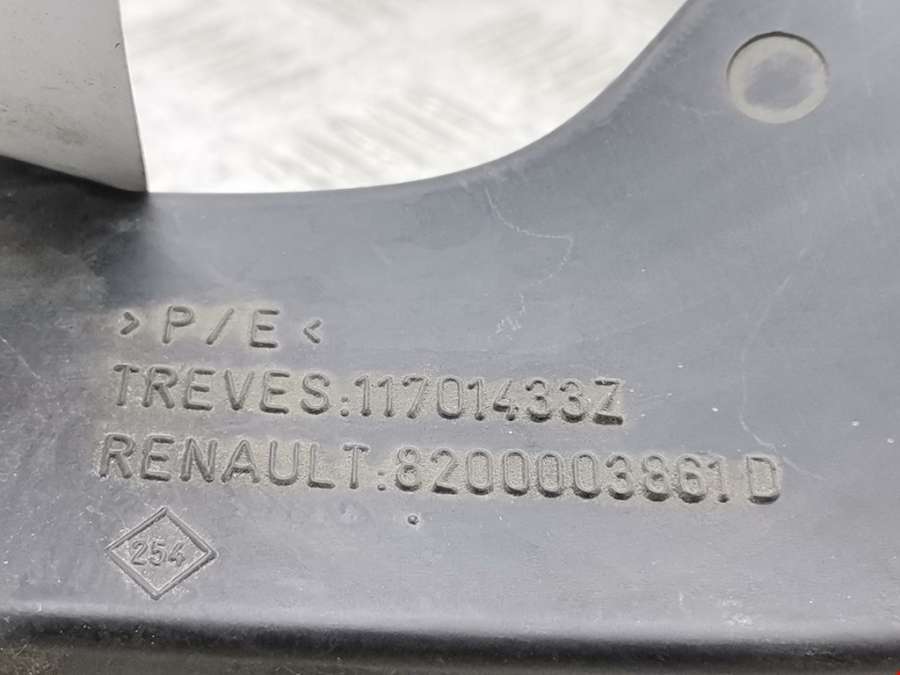 >P/E<
TREVES:11701433Z
RENAULT:8200003861D
254